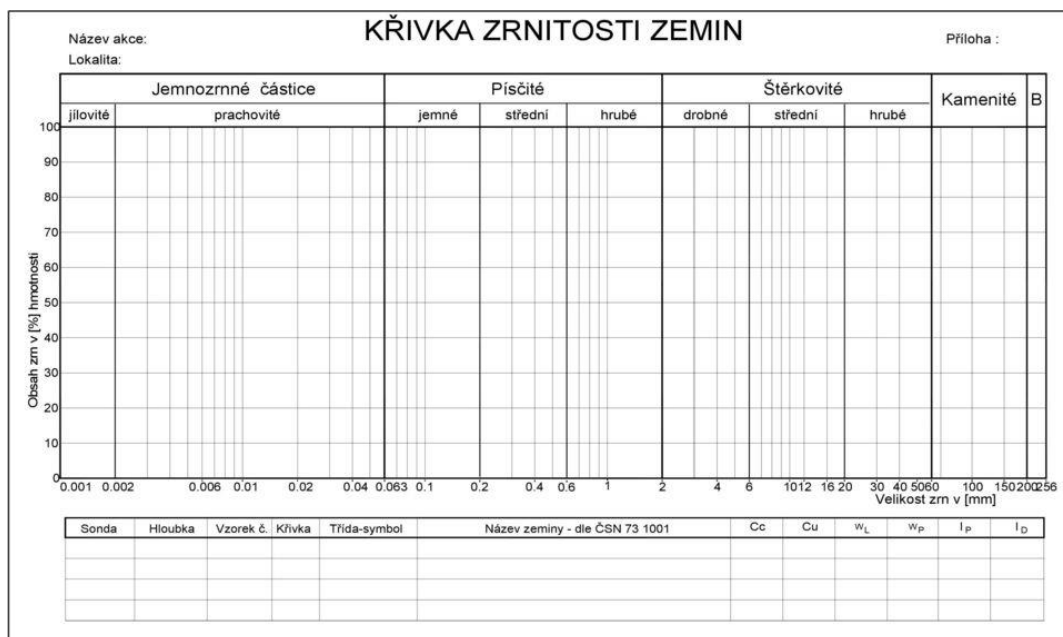 KŘIVKA ZRNITOSTI ZEMIN
Název akce: Příloha :
Lokalita:
Jemnozrnné částice Písčité Štěrkovité Kamenité B
jílovité prachovité jemné střední hrubé drobné střední hrubé
100
90
80
70
60
50
40
30
20
10
0
Obsah zrn v [%] hmotnosti
0.001 0.002 0.006 0.01 0.02 0.04 0.063 0.1 0.2 0.4 0.6 1 2 4 6 10 12 16 20 30 40 50 60 100 150 200 256
Velikost zrn v [mm]
Sonda Hloubka Vzorek č. Křivka Třída-symbol Název zeminy - dle ČSN 73 1001 Cc Cu wL wP IP ID